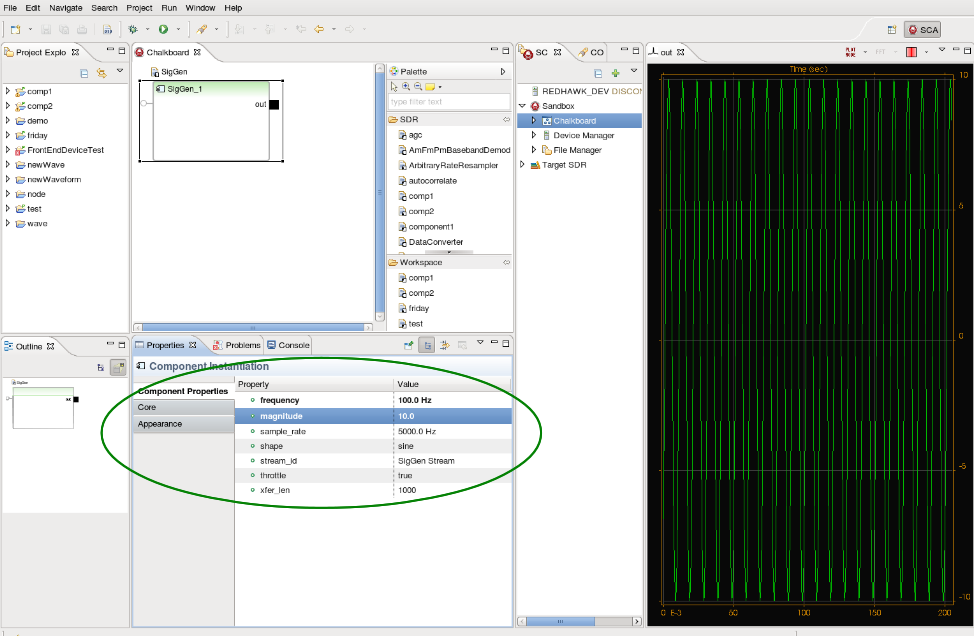 File Edit Navigate Search Project Run Window Help
SCA
Project Explo
comp1
comp2
demo
friday
FrontEndDeviceTest
newWave
newWaveform
node
test
wave
Chalkboard
SigGen
SigGen_1
out
Palette
type filter text
SDR
agc
AmFmPmBasebandDemod
ArbitraryRateResampler
autocorrelate
comp1
comp2
component1
DataConverter
Workspace
comp1
comp2
friday
test
SC CO
REDHAWK_DEV DISCON
Sandbox
Chalkboard
Device Manager
File Manager
Target SDR
out
Time (sec)
10
5
0
-5
-10
0 E-3 50 100 150 200
Outline
SigGen
out
Properties Problems Console
Component Instantiation
Component Properties
Core
Appearance
Property Value
frequency 100.0 Hz
magnitude 10.0
sample_rate 5000.0 Hz
shape sine
stream_id SigGen Stream
throttle true
xfer_len 1000